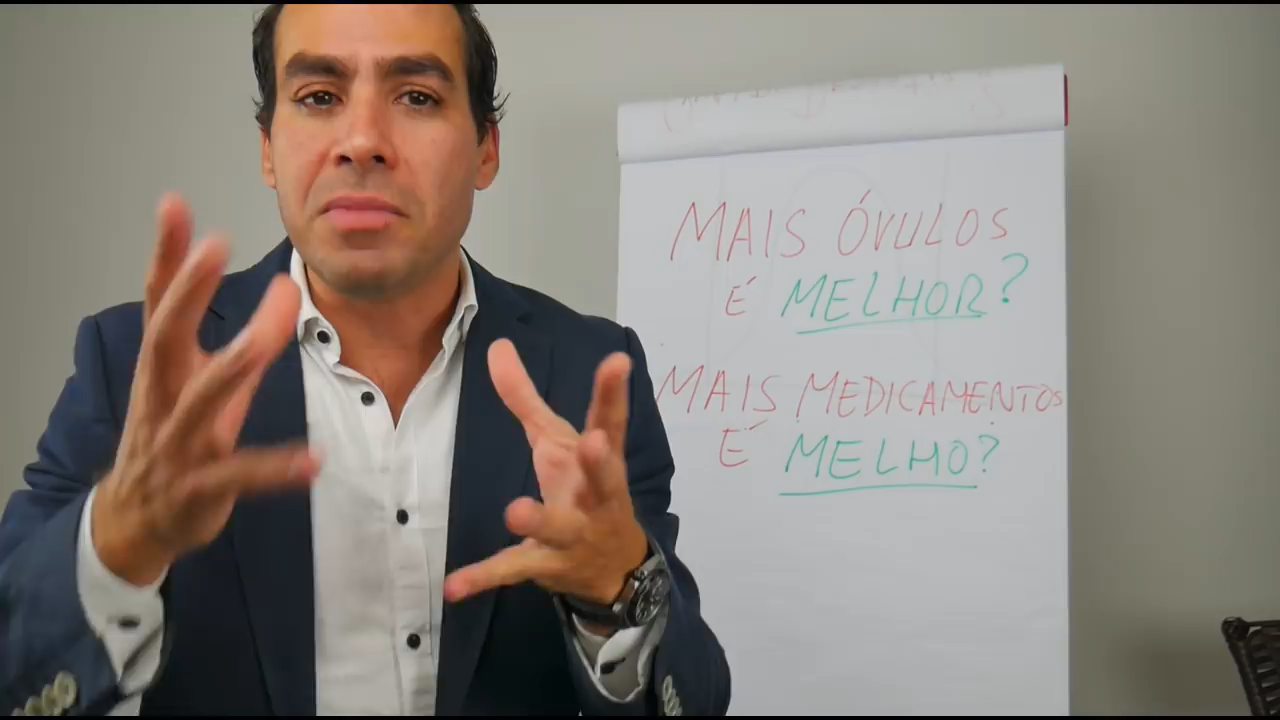 MAIS ÓVULOS
É MELHOR?
MAIS MEDICAMENTOS
É MELHO?